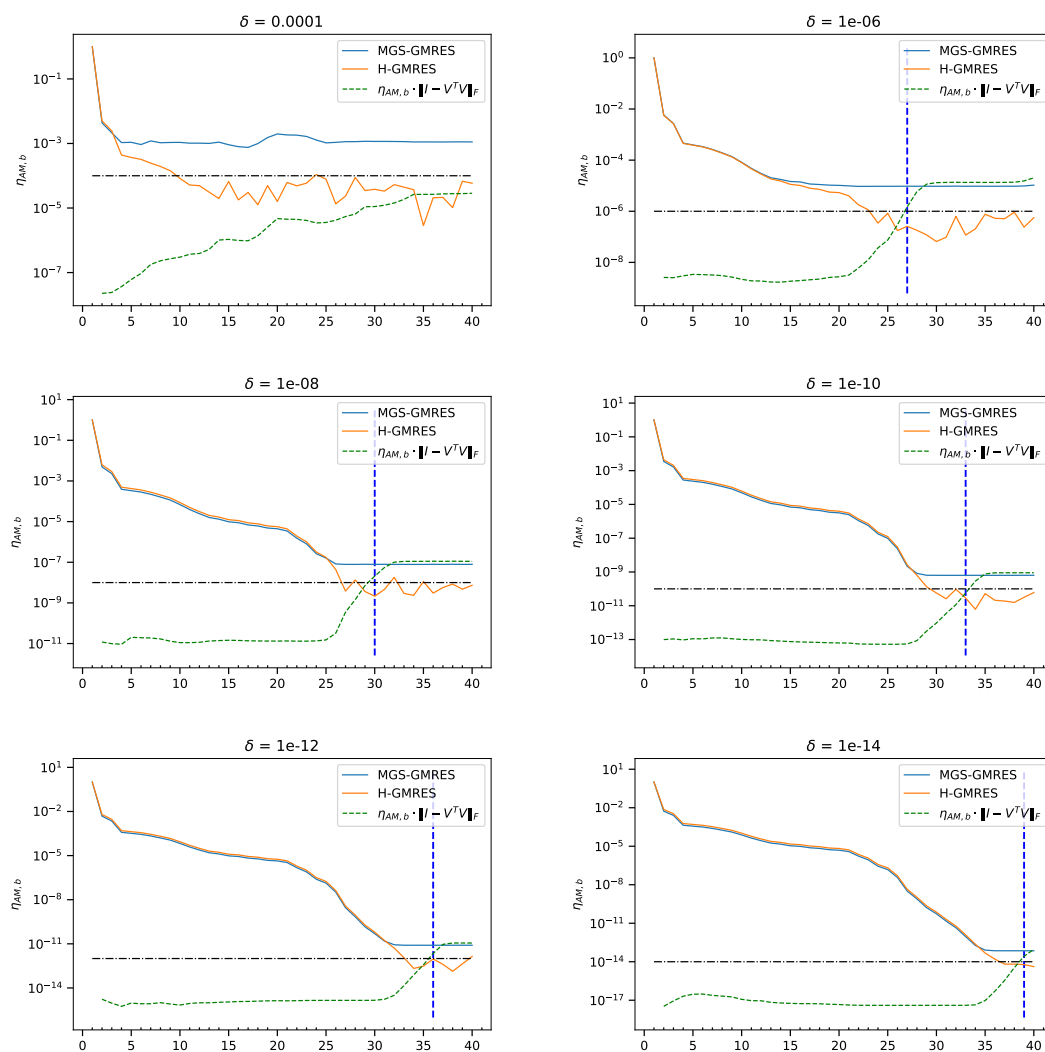 δ = 0.0001
MGS-GMRES
H-GMRES
η_{AM,b} · ‖I − V^T V‖_F
η_{AM,b}
10^{-1}
10^{-3}
10^{-5}
10^{-7}
0 5 10 15 20 25 30 35 40
δ = 1e-06
MGS-GMRES
H-GMRES
η_{AM,b} · ‖I − V^T V‖_F
η_{AM,b}
10^{0}
10^{-2}
10^{-4}
10^{-6}
10^{-8}
0 5 10 15 20 25 30 35 40
δ = 1e-08
MGS-GMRES
H-GMRES
η_{AM,b} · ‖I − V^T V‖_F
η_{AM,b}
10^{1}
10^{-1}
10^{-3}
10^{-5}
10^{-7}
10^{-9}
10^{-11}
0 5 10 15 20 25 30 35 40
δ = 1e-10
MGS-GMRES
H-GMRES
η_{AM,b} · ‖I − V^T V‖_F
η_{AM,b}
10^{1}
10^{-1}
10^{-3}
10^{-5}
10^{-7}
10^{-9}
10^{-11}
10^{-13}
0 5 10 15 20 25 30 35 40
δ = 1e-12
MGS-GMRES
H-GMRES
η_{AM,b} · ‖I − V^T V‖_F
η_{AM,b}
10^{1}
10^{-2}
10^{-5}
10^{-8}
10^{-11}
10^{-14}
0 5 10 15 20 25 30 35 40
δ = 1e-14
MGS-GMRES
H-GMRES
η_{AM,b} · ‖I − V^T V‖_F
η_{AM,b}
10^{1}
10^{-2}
10^{-5}
10^{-8}
10^{-11}
10^{-14}
10^{-17}
0 5 10 15 20 25 30 35 40